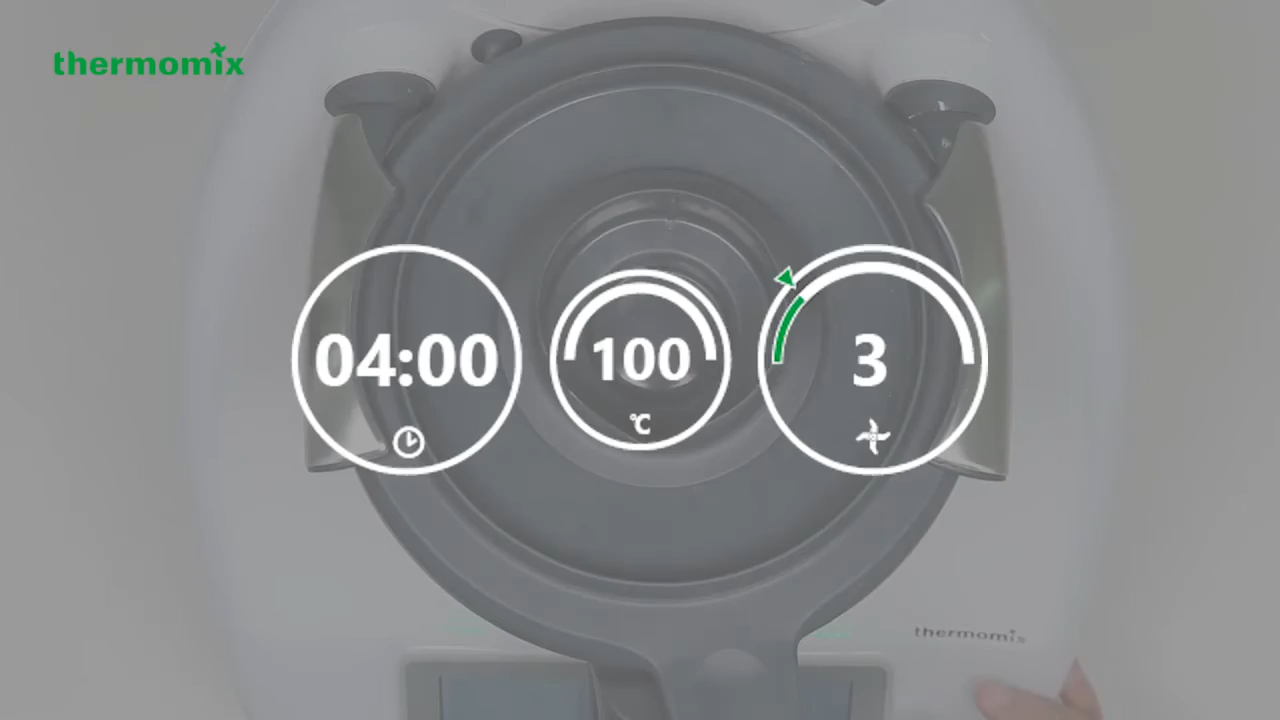 thermomix
04:00
100
℃
3
thermomix